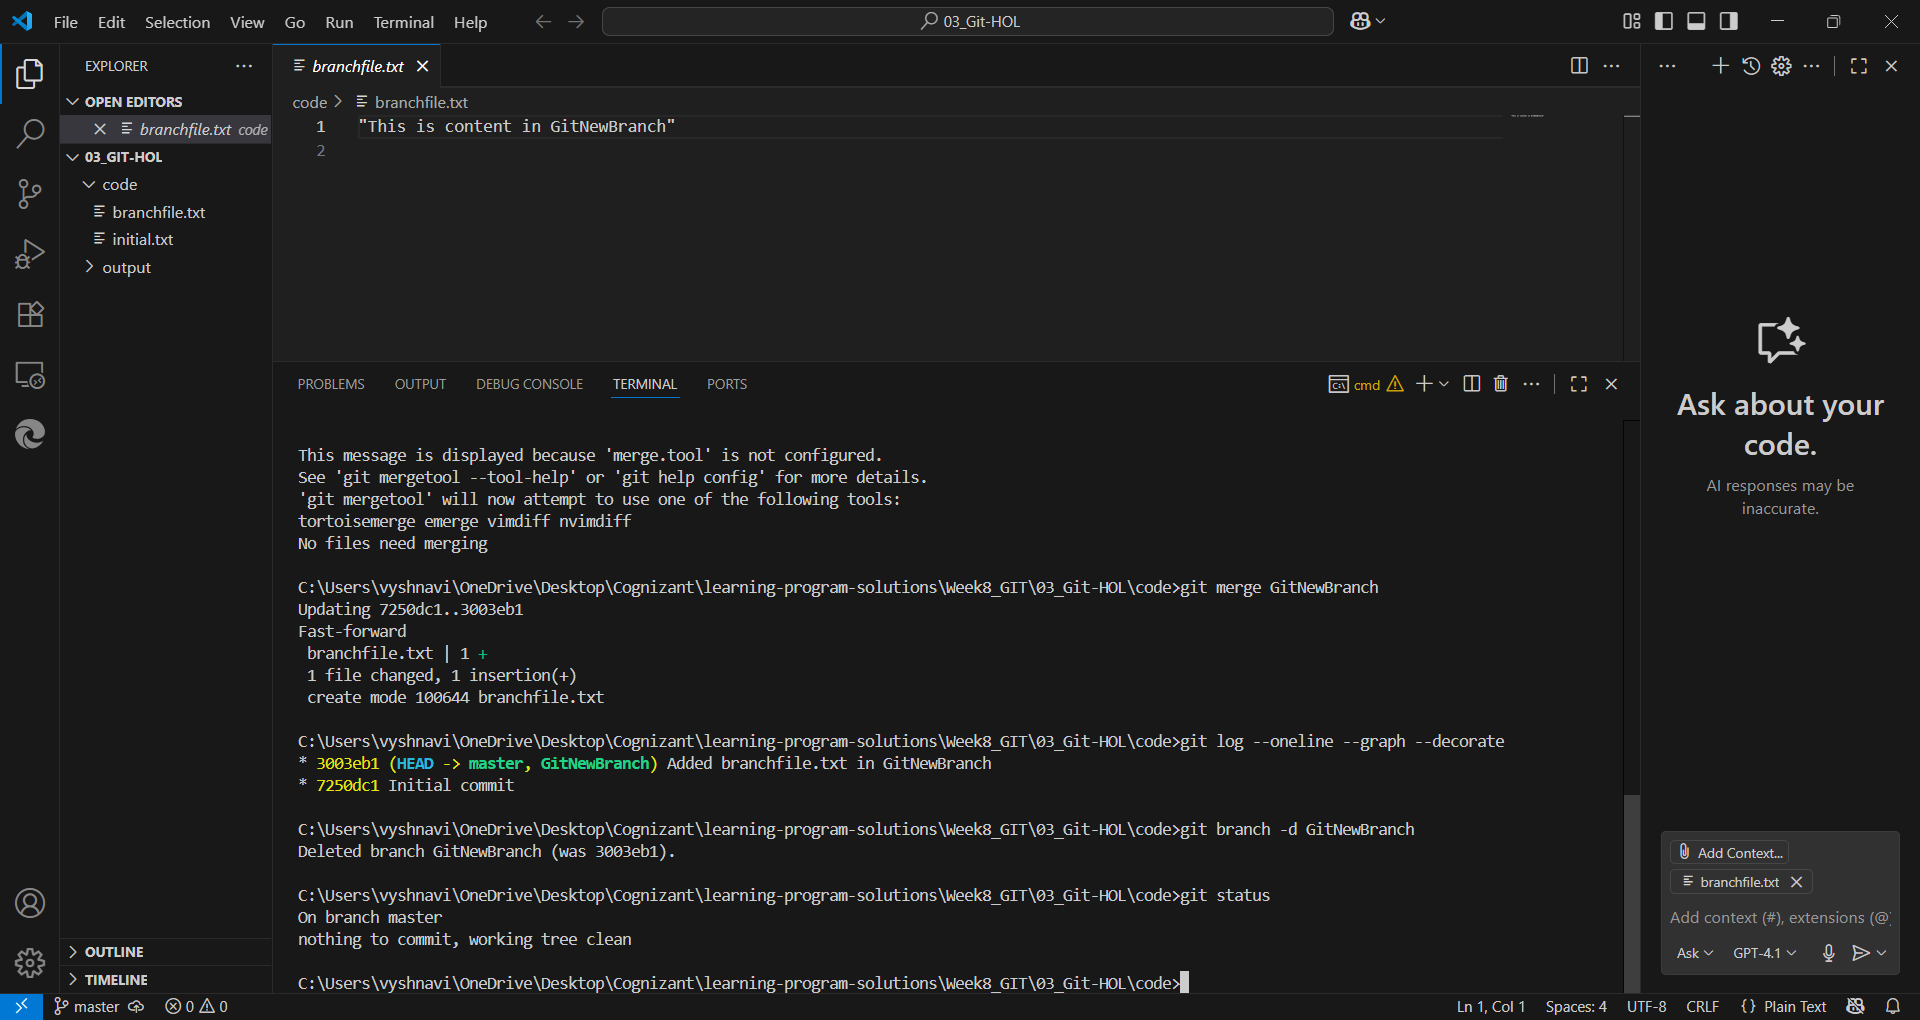 File Edit Selection View Go Run Terminal Help
03_Git-HOL
EXPLORER
OPEN EDITORS
branchfile.txt code
03_GIT-HOL
code
branchfile.txt
initial.txt
output
OUTLINE
TIMELINE
branchfile.txt
code > branchfile.txt
1 "This is content in GitNewBranch"
2
PROBLEMS OUTPUT DEBUG CONSOLE TERMINAL PORTS
cmd
This message is displayed because 'merge.tool' is not configured.
See 'git mergetool --tool-help' or 'git help config' for more details.
'git mergetool' will now attempt to use one of the following tools:
tortoisemerge emerge vimdiff nvimdiff
No files need merging
C:\Users\vyshnavi\OneDrive\Desktop\Cognizant\learning-program-solutions\Week8_GIT\03_Git-HOL\code>git merge GitNewBranch
Updating 7250dc1..3003eb1
Fast-forward
branchfile.txt | 1 +
1 file changed, 1 insertion(+)
create mode 100644 branchfile.txt
C:\Users\vyshnavi\OneDrive\Desktop\Cognizant\learning-program-solutions\Week8_GIT\03_Git-HOL\code>git log --oneline --graph --decorate
* 3003eb1 (HEAD -> master, GitNewBranch) Added branchfile.txt in GitNewBranch
* 7250dc1 Initial commit
C:\Users\vyshnavi\OneDrive\Desktop\Cognizant\learning-program-solutions\Week8_GIT\03_Git-HOL\code>git branch -d GitNewBranch
Deleted branch GitNewBranch (was 3003eb1).
C:\Users\vyshnavi\OneDrive\Desktop\Cognizant\learning-program-solutions\Week8_GIT\03_Git-HOL\code>git status
On branch master
nothing to commit, working tree clean
C:\Users\vyshnavi\OneDrive\Desktop\Cognizant\learning-program-solutions\Week8_GIT\03_Git-HOL\code>
Ask about your
code.
AI responses may be
inaccurate.
Add Context...
branchfile.txt
Add context (#), extensions (@)
Ask GPT-4.1
master 0 0 Ln 1, Col 1 Spaces: 4 UTF-8 CRLF {} Plain Text